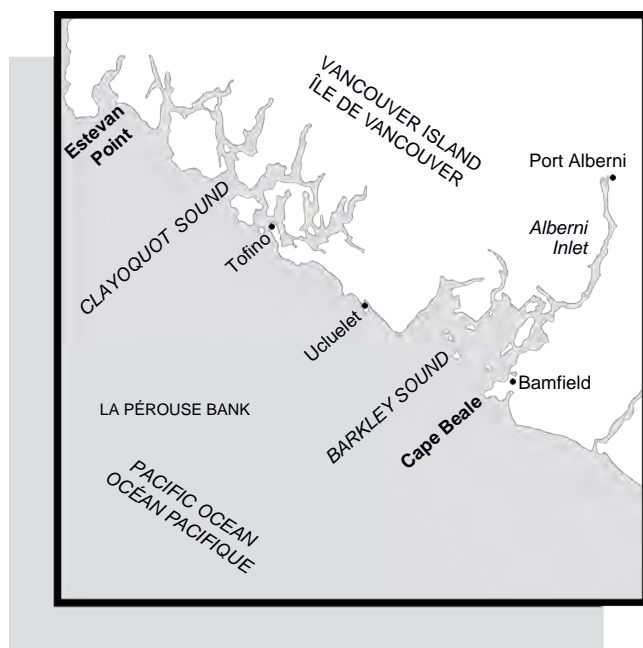 VANCOUVER ISLAND
ÎLE DE VANCOUVER
Estevan
Point
Port Alberni
Alberni
Inlet
CLAYOQUOT SOUND
Tofino
Ucluelet
BARKLEY SOUND
Bamfield
Cape Beale
LA PÉROUSE BANK
PACIFIC OCEAN
OCÉAN PACIFIQUE